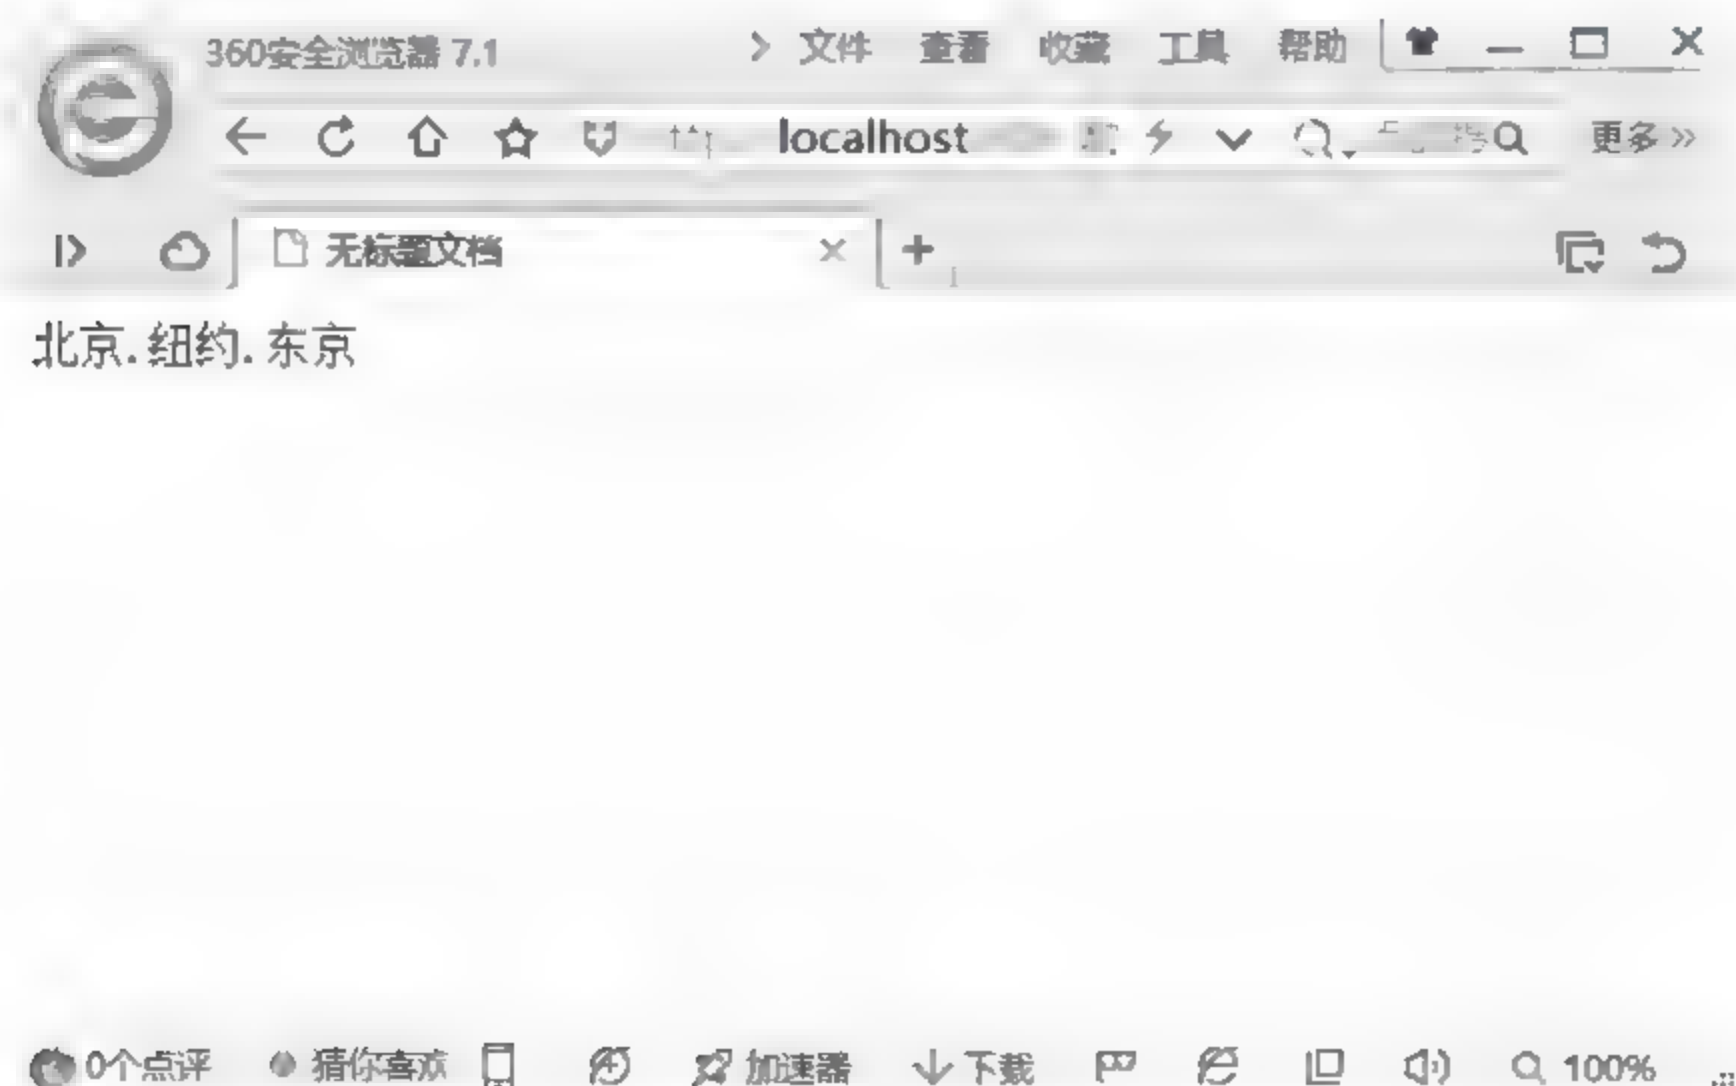 360安全浏览器 7.1
文件 查看 收藏 工具 帮助
localhost
更多
无标题文档
北京.纽约.东京
0个点评 猜你喜欢 加速器 下载 100%